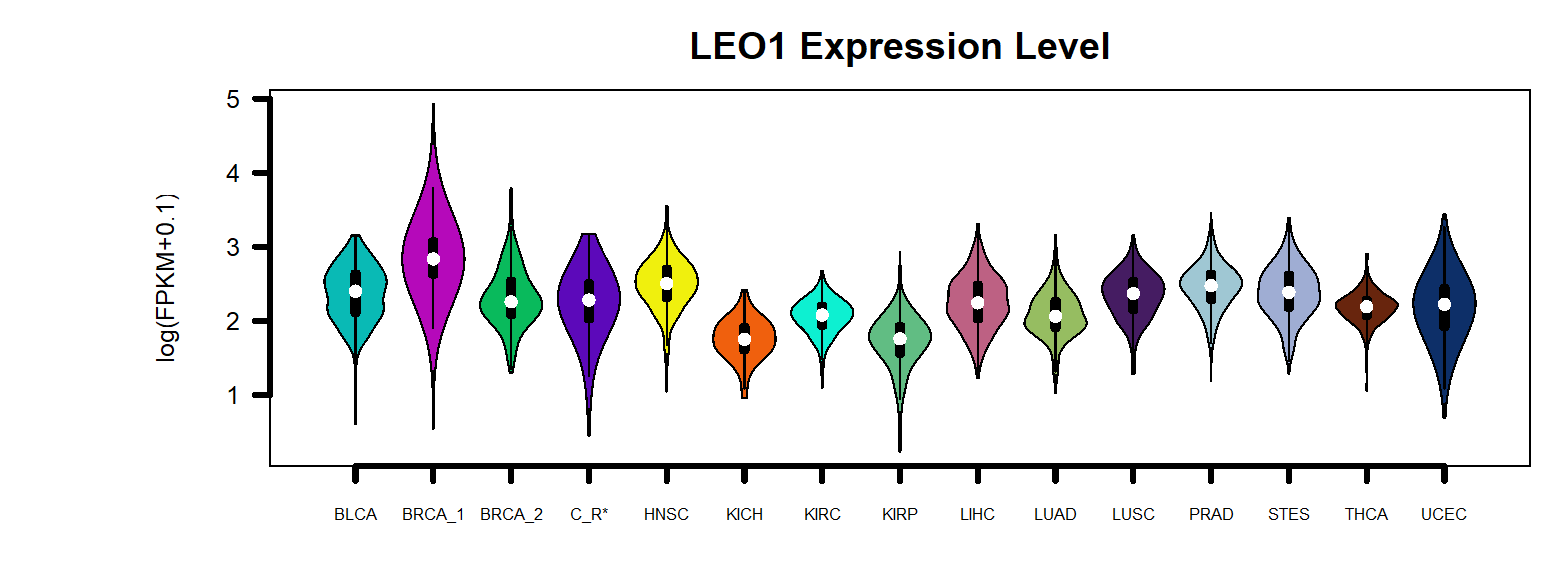 LEO1 Expression Level
log(FPKM+0.1)
5
4
3
2
1
BLCA BRCA_1 BRCA_2 C_R* HNSC KICH KIRC KIRP LIHC LUAD LUSC PRAD STES THCA UCEC